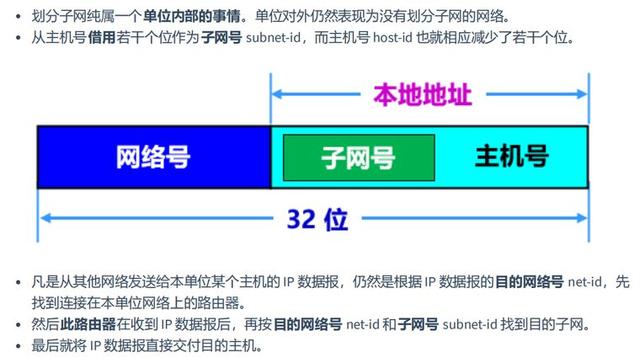 • 划分子网纯属一个单位内部的事情。单位对外仍然表现为没有划分子网的网络。
• 从主机号借用若干个位作为子网号 subnet-id，而主机号 host-id 也就相应减少了若干个位。
本地地址
网络号 子网号 主机号
32 位
• 凡是从其他网络发送给本单位某个主机的 IP 数据报，仍然是根据 IP 数据报的目的网络号 net-id，先
找到连接在本单位网络上的路由器。
• 然后此路由器在收到 IP 数据报后，再按目的网络号 net-id 和子网号 subnet-id 找到目的子网。
• 最后就将 IP 数据报直接交付目的主机。